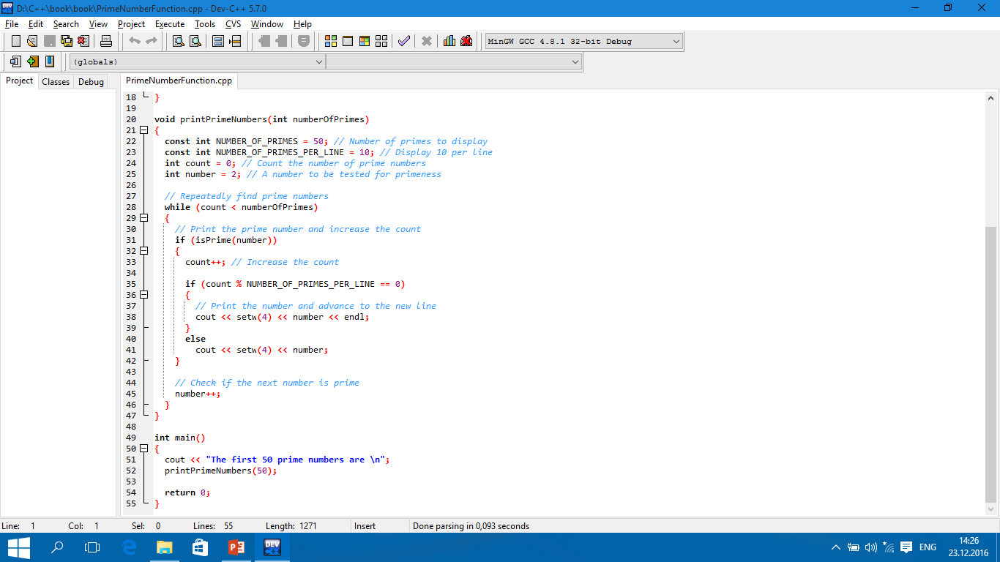 D:\C++\book\book\PrimeNumberFunction.cpp - Dev-C++ 5.7.0
File Edit Search View Project Execute Tools CVS Window Help
MinGW GCC 4.8.1 32-bit Debug
(globals)
Project Classes Debug PrimeNumberFunction.cpp
18 }
19
20 void printPrimeNumbers(int numberOfPrimes)
21 {
22 const int NUMBER_OF_PRIMES = 50; // Number of primes to display
23 const int NUMBER_OF_PRIMES_PER_LINE = 10; // Display 10 per line
24 int count = 0; // Count the number of prime numbers
25 int number = 2; // A number to be tested for primeness
26
27 // Repeatedly find prime numbers
28 while (count < numberOfPrimes)
29 {
30 // Print the prime number and increase the count
31 if (isPrime(number))
32 {
33 count++; // Increase the count
34
35 if (count % NUMBER_OF_PRIMES_PER_LINE == 0)
36 {
37 // Print the number and advance to the new line
38 cout << setw(4) << number << endl;
39 }
40 else
41 cout << setw(4) << number;
42 }
43
44 // Check if the next number is prime
45 number++;
46 }
47 }
48
49 int main()
50 {
51 cout << "The first 50 prime numbers are \n";
52 printPrimeNumbers(50);
53
54 return 0;
55 }
Line: 1 Col: 1 Sel: 0 Lines: 55 Length: 1271 Insert Done parsing in 0,093 seconds
DEV C++
ENG
14:26
23.12.2016